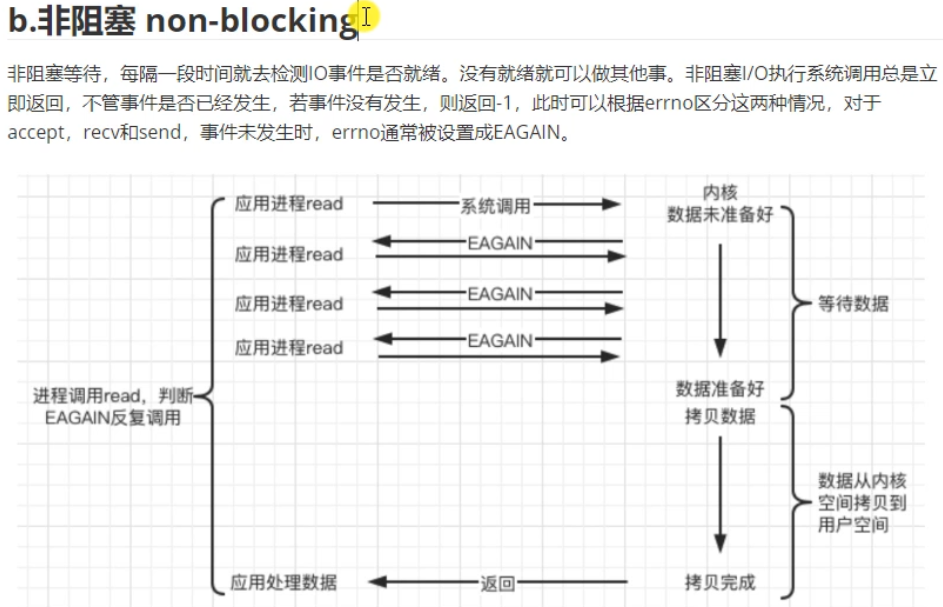 b.非阻塞 non-blocking
非阻塞等待，每隔一段时间就去检测IO事件是否就绪。没有就绪就可以做其他事。非阻塞I/O执行系统调用总是立
即返回，不管事件是否已经发生，若事件没有发生，则返回-1，此时可以根据errno区分这两种情况，对于
accept，recv和send，事件未发生时，errno通常被设置成EAGAIN。
应用进程read
系统调用
内核
数据未准备好
EAGAIN
应用进程read
EAGAIN
应用进程read
等待数据
EAGAIN
应用进程read
进程调用read，判断
EAGAIN反复调用
数据准备好
拷贝数据
数据从内核
空间拷贝到
用户空间
应用处理数据
返回
拷贝完成